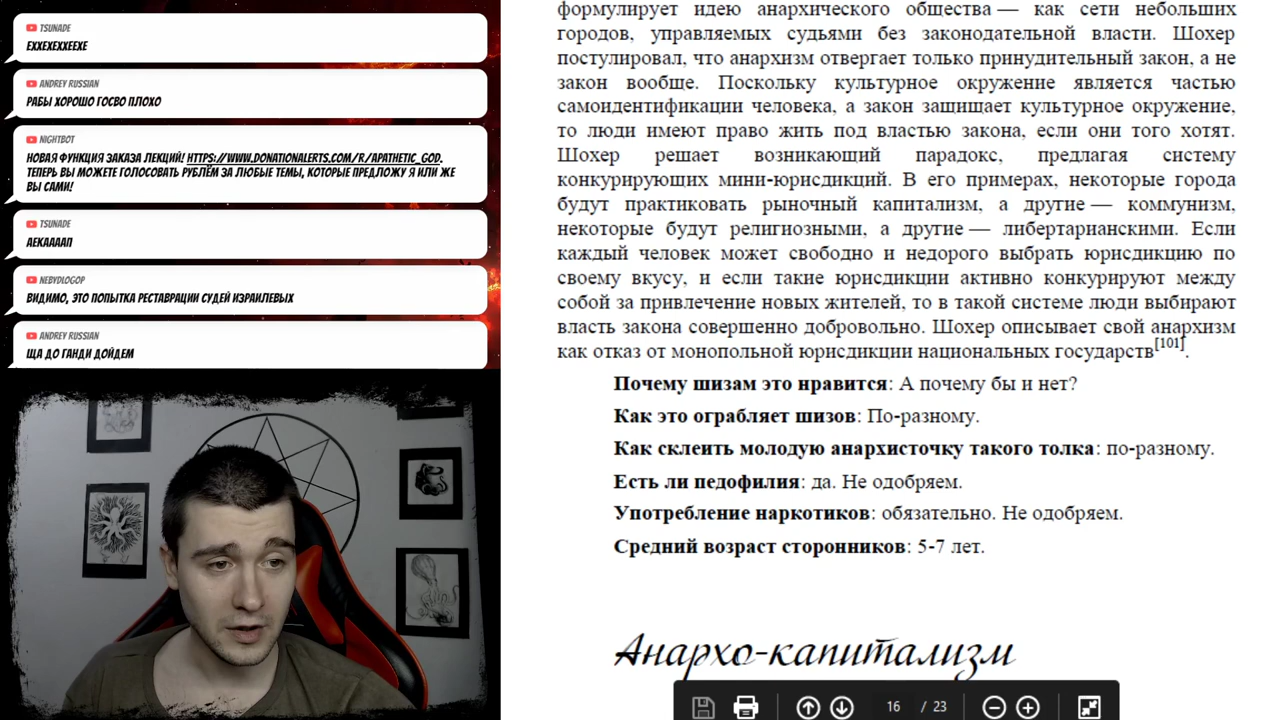 TSUNADE
ЕХХЕХЕХХЕЕХЕ
ANDREY RUSSIAN
РАБЫ ХОРОШО ГОСВО ПЛОХО
NIGHTBOT
НОВАЯ ФУНКЦИЯ ЗАКАЗА ЛЕКЦИЙ! HTTPS://WWW.DONATIONALERTS.COM/R/APATHETIC_GOD.
ТЕПЕРЬ ВЫ МОЖЕТЕ ГОЛОСОВАТЬ РУБЛЁМ ЗА ЛЮБЫЕ ТЕМЫ, КОТОРЫЕ ПРЕДЛОЖУ Я ИЛИ ЖЕ
ВЫ САМИ!
TSUNADE
АЕКААААП
NEBYDLOGOP
ВИДИМО, ЭТО ПОПЫТКА РЕСТАВРАЦИИ СУДЕЙ ИЗРАИЛЕВЫХ
ANDREY RUSSIAN
ЩА ДО ГАНДИ ДОЙДЕМ
формулирует идею анархического общества — как сети небольших
городов, управляемых судьями без законодательной власти. Шохер
постулировал, что анархизм отвергает только принудительный закон, а не
закон вообще. Поскольку культурное окружение является частью
самоидентификации человека, а закон защищает культурное окружение,
то люди имеют право жить под властью закона, если они того хотят.
Шохер решает возникающий парадокс, предлагая систему
конкурирующих мини-юрисдикций. В его примерах, некоторые города
будут практиковать рыночный капитализм, а другие — коммунизм,
некоторые будут религиозными, а другие — либертарианскими. Если
каждый человек может свободно и недорого выбрать юрисдикцию по
своему вкусу, и если такие юрисдикции активно конкурируют между
собой за привлечение новых жителей, то в такой системе люди выбирают
власть закона совершенно добровольно. Шохер описывает свой анархизм
как отказ от монопольной юрисдикции национальных государств[101].
Почему шизам это нравится: А почему бы и нет?
Как это ограбляет шизов: По-разному.
Как склеить молодую анархисточку такого толка: по-разному.
Есть ли педофилия: да. Не одобряем.
Употребление наркотиков: обязательно. Не одобряем.
Средний возраст сторонников: 5-7 лет.
Анархо-капитализм
16 / 23